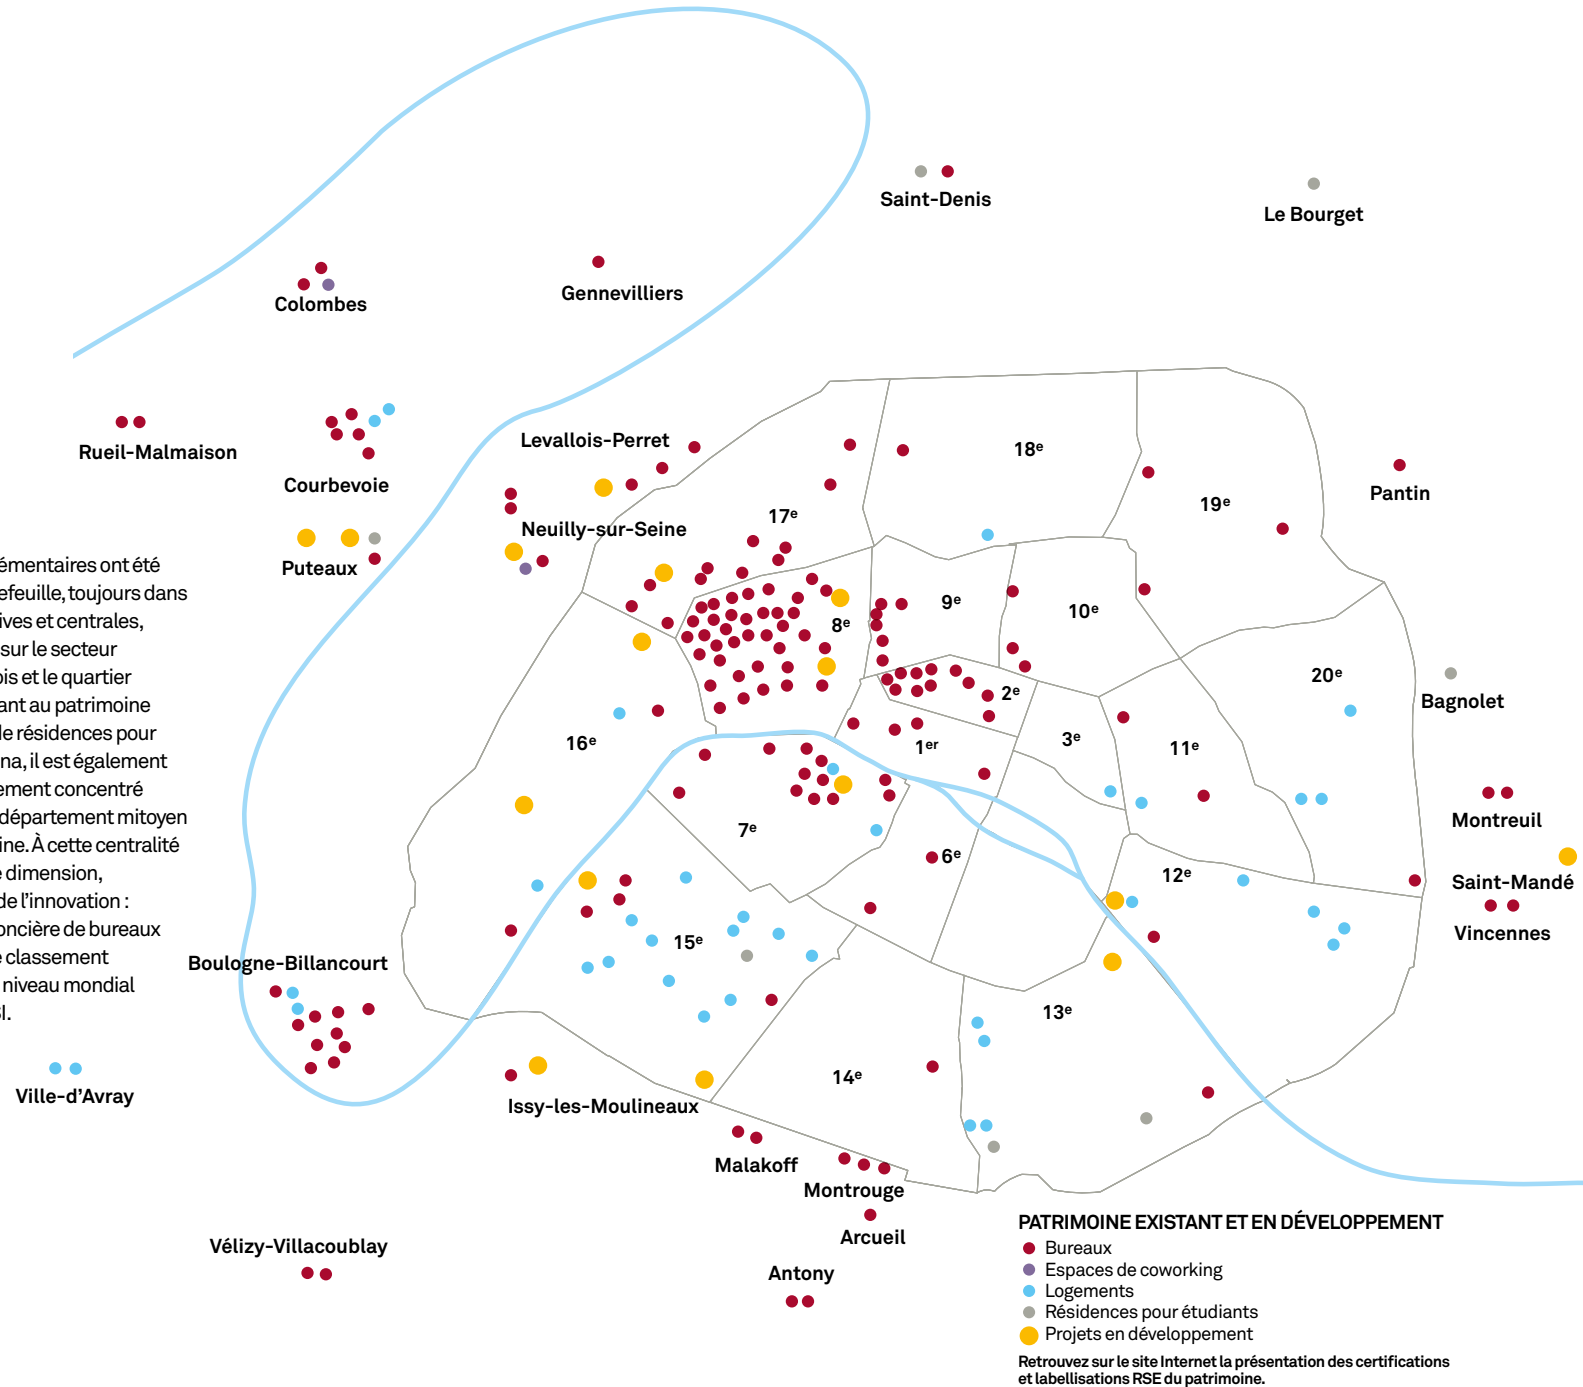 Saint-Denis
Le Bourget
Colombes
Gennevilliers
Rueil-Malmaison
Courbevoie
Levallois-Perret
18e
Pantin
19e
17e
Neuilly-sur-Seine
Puteaux
émentaires ont été
efeuille, toujours dans
ives et centrales,
sur le secteur
ois et le quartier
ant au patrimoine
de résidences pour
na, il est également
ement concentré
département mitoyen
ine. À cette centralité
e dimension,
de l’innovation :
oncière de bureaux
e classement
niveau mondial
SI.
9e
10e
8e
20e
2e
Bagnolet
16e
1er
3e
11e
7e
Montreuil
6e
12e
Saint-Mandé
Vincennes
15e
Boulogne-Billancourt
13e
14e
Ville-d’Avray
Issy-les-Moulineaux
Malakoff
Montrouge
Arcueil
Vélizy-Villacoublay
Antony
PATRIMOINE EXISTANT ET EN DÉVELOPPEMENT
Bureaux
Espaces de coworking
Logements
Résidences pour étudiants
Projets en développement
Retrouvez sur le site Internet la présentation des certifications
et labellisations RSE du patrimoine.